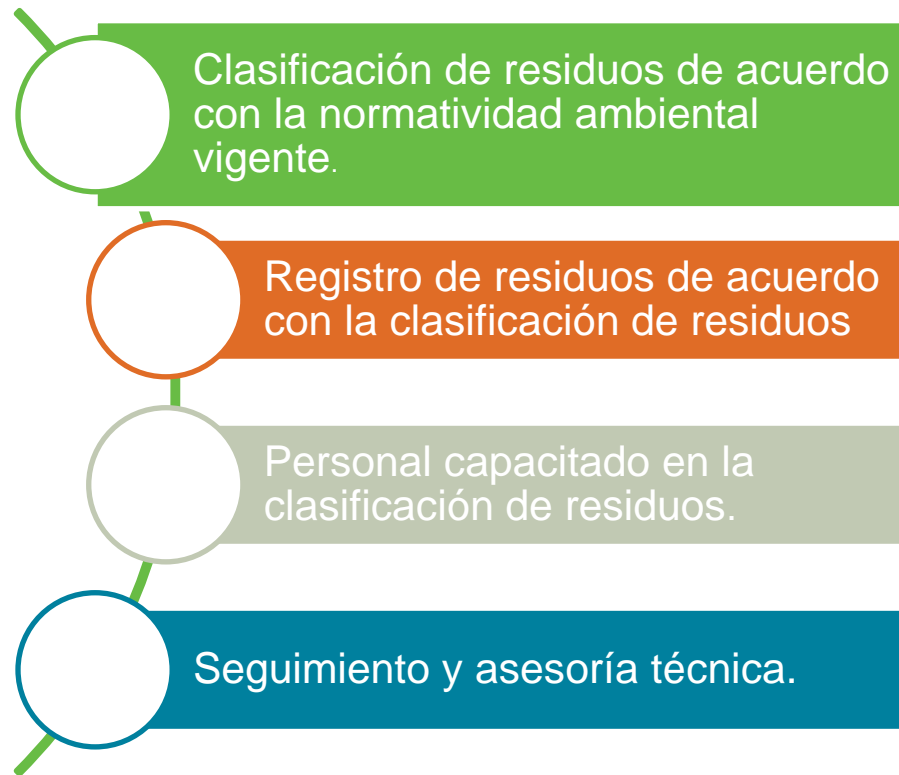 Clasificación de residuos de acuerdo
con la normatividad ambiental
vigente.
Registro de residuos de acuerdo
con la clasificación de residuos
Personal capacitado en la
clasificación de residuos.
Seguimiento y asesoría técnica.